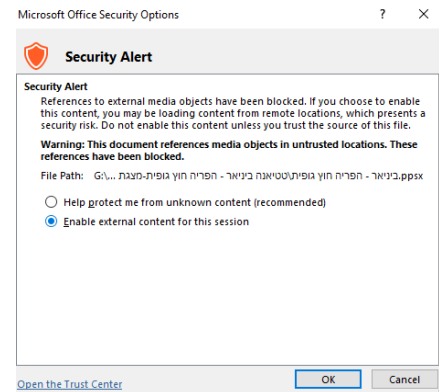 Microsoft Office Security Options
Security Alert
Security Alert
References to external media objects have been blocked. If you choose to enable
this content, you may be loading content from remote locations, which presents a
security risk. Do not enable this content unless you trust the source of this file.
Warning: This document references media objects in untrusted locations. These
references have been blocked.
File Path: G:\... ביניאר - הפריה חוץ גופית\טטיאנה ביניאר - הפריה חוץ גופית-מצגת.ppsx
Help protect me from unknown content (recommended)
Enable external content for this session
Open the Trust Center
OK
Cancel